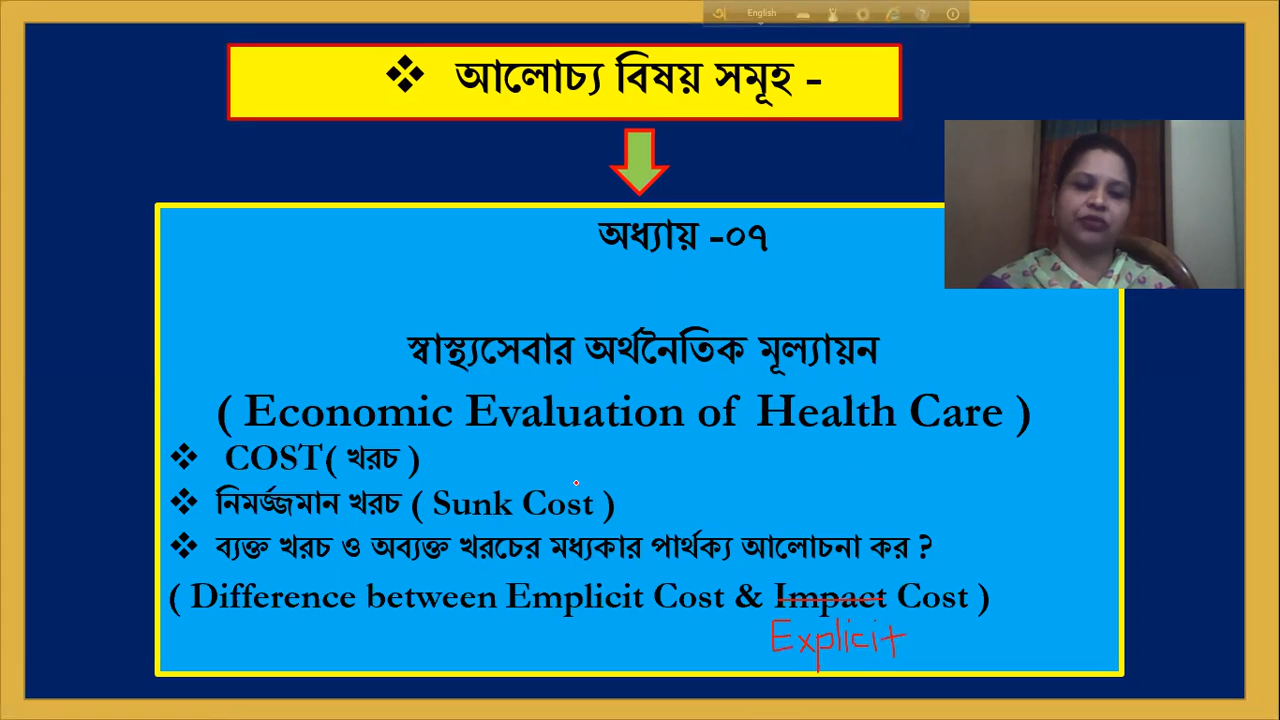 অ English
❖ আলোচ্য বিষয় সমূহ -
অধ্যায় -০৭
স্বাস্থ্যসেবার অর্থনৈতিক মূল্যায়ন
( Economic Evaluation of Health Care )
❖ COST( খরচ )
❖ নিমর্জ্জমান খরচ ( Sunk Cost )
❖ ব্যক্ত খরচ ও অব্যক্ত খরচের মধ্যকার পার্থক্য আলোচনা কর ?
( Difference between Emplicit Cost & Impact Cost )
Explicit